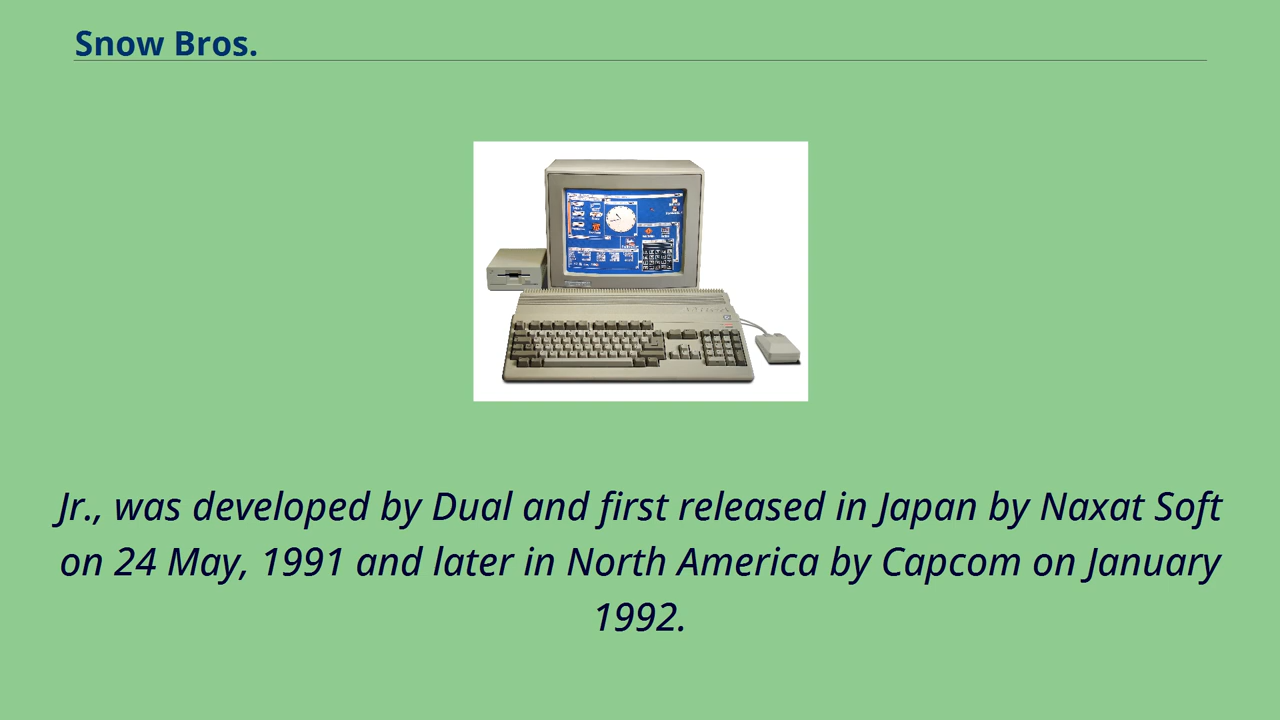 Snow Bros.
Jr., was developed by Dual and first released in Japan by Naxat Soft
on 24 May, 1991 and later in North America by Capcom on January
1992.